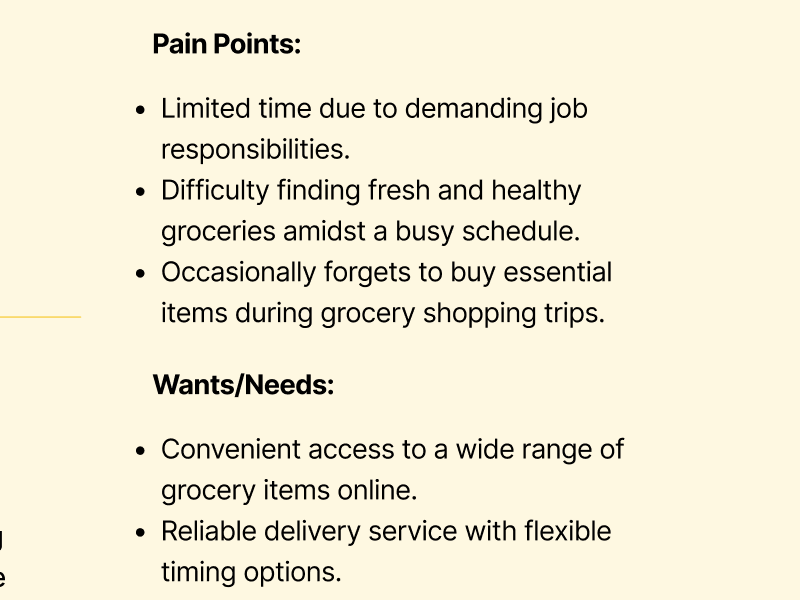 Pain Points:
• Limited time due to demanding job
responsibilities.
• Difficulty finding fresh and healthy
groceries amidst a busy schedule.
• Occasionally forgets to buy essential
items during grocery shopping trips.
Wants/Needs:
• Convenient access to a wide range of
grocery items online.
• Reliable delivery service with flexible
timing options.